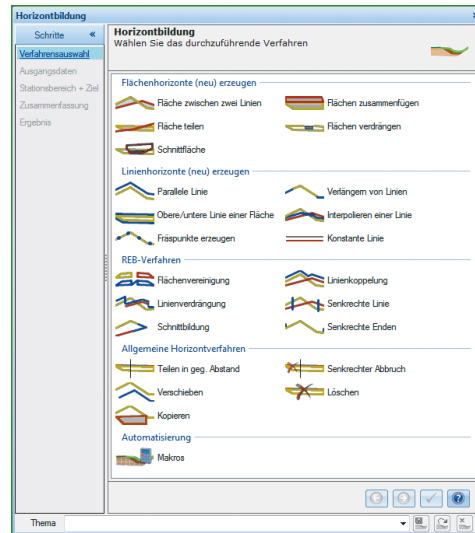 Horizontbildung
Schritte «
Verfahrensauswahl
Ausgangsdaten
Stationsbereich + Ziel
Zusammenfassung
Ergebnis
Horizontbildung
Wählen Sie das durchzuführende Verfahren
Flächenhorizonte (neu) erzeugen
Fläche zwischen zwei Linien
Flächen zusammenfügen
Fläche teilen
Flächen verdrängen
Schnittfläche
Linienhorizonte (neu) erzeugen
Parallele Linie
Verlängern von Linien
Obere/untere Linie einer Fläche
Interpolieren einer Linie
Fräspunkte erzeugen
Konstante Linie
REB-Verfahren
Flächenvereinigung
Linienkoppelung
Linienverdrängung
Senkrechte Linie
Schnittbildung
Senkrechte Enden
Allgemeine Horizontverfahren
Teilen in geg. Abstand
Senkrechter Abbruch
Verschieben
Löschen
Kopieren
Automatisierung
Makros
Thema